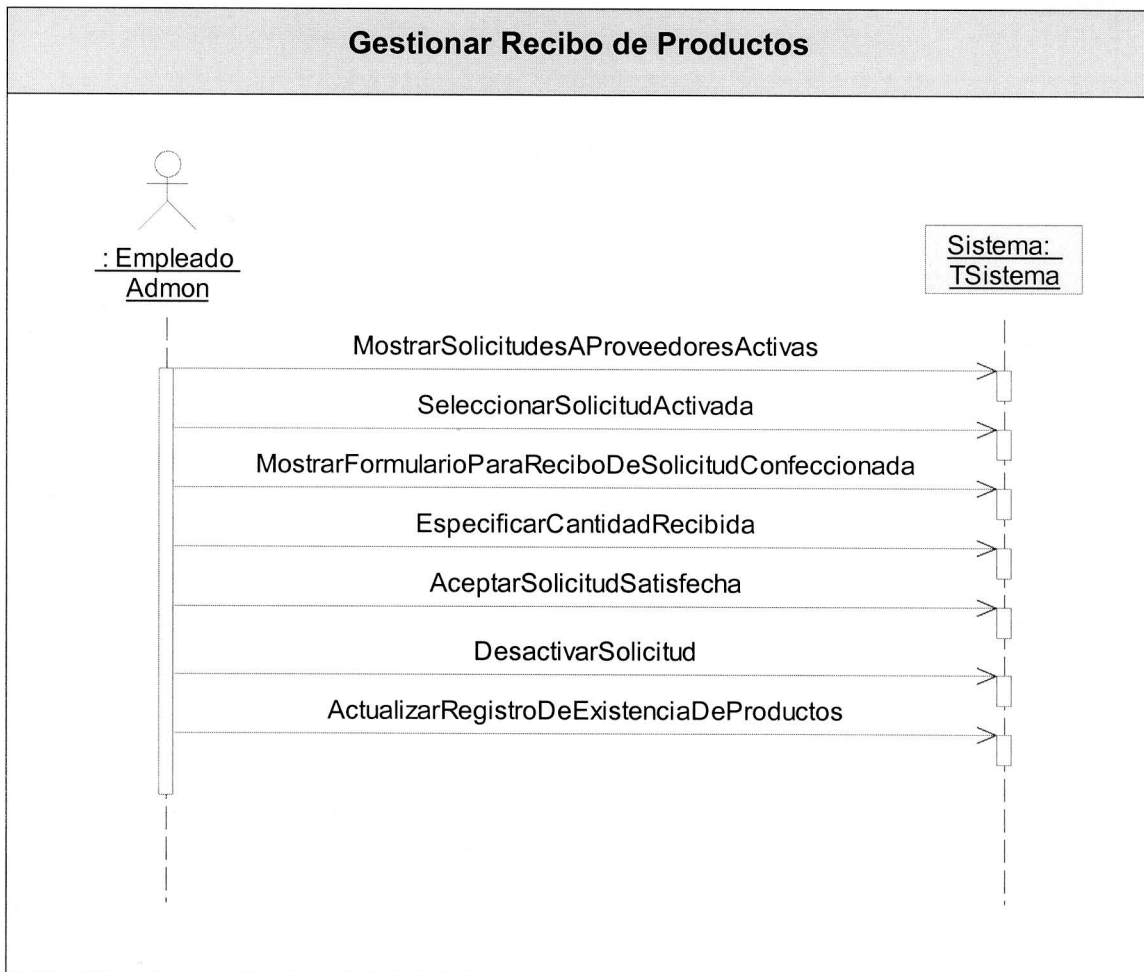 Gestionar Recibo de Productos
: Empleado
Admon
Sistema:
TSistema
MostrarSolicitudesAProveedoresActivas
SeleccionarSolicitudActivada
MostrarFormularioParaReciboDeSolicitudConfeccionada
EspecificarCantidadRecibida
AceptarSolicitudSatisfecha
DesactivarSolicitud
ActualizarRegistroDeExistenciaDeProductos